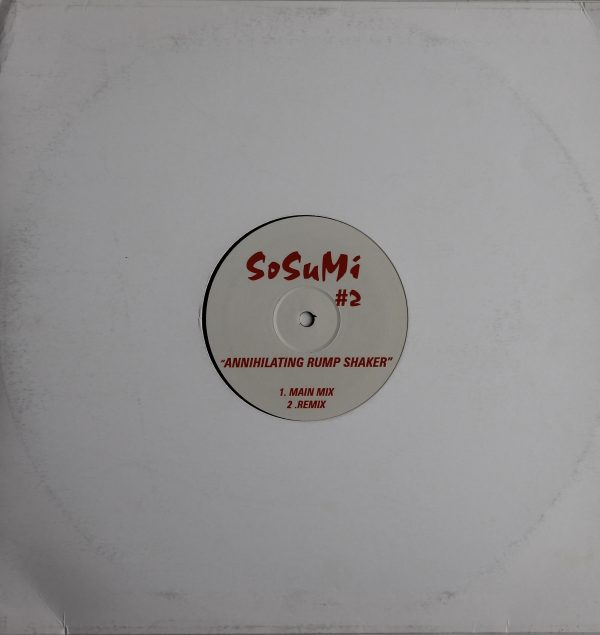 SoSuMi
#2
"ANNIHILATING RUMP SHAKER"
1. MAIN MIX
2 .REMIX